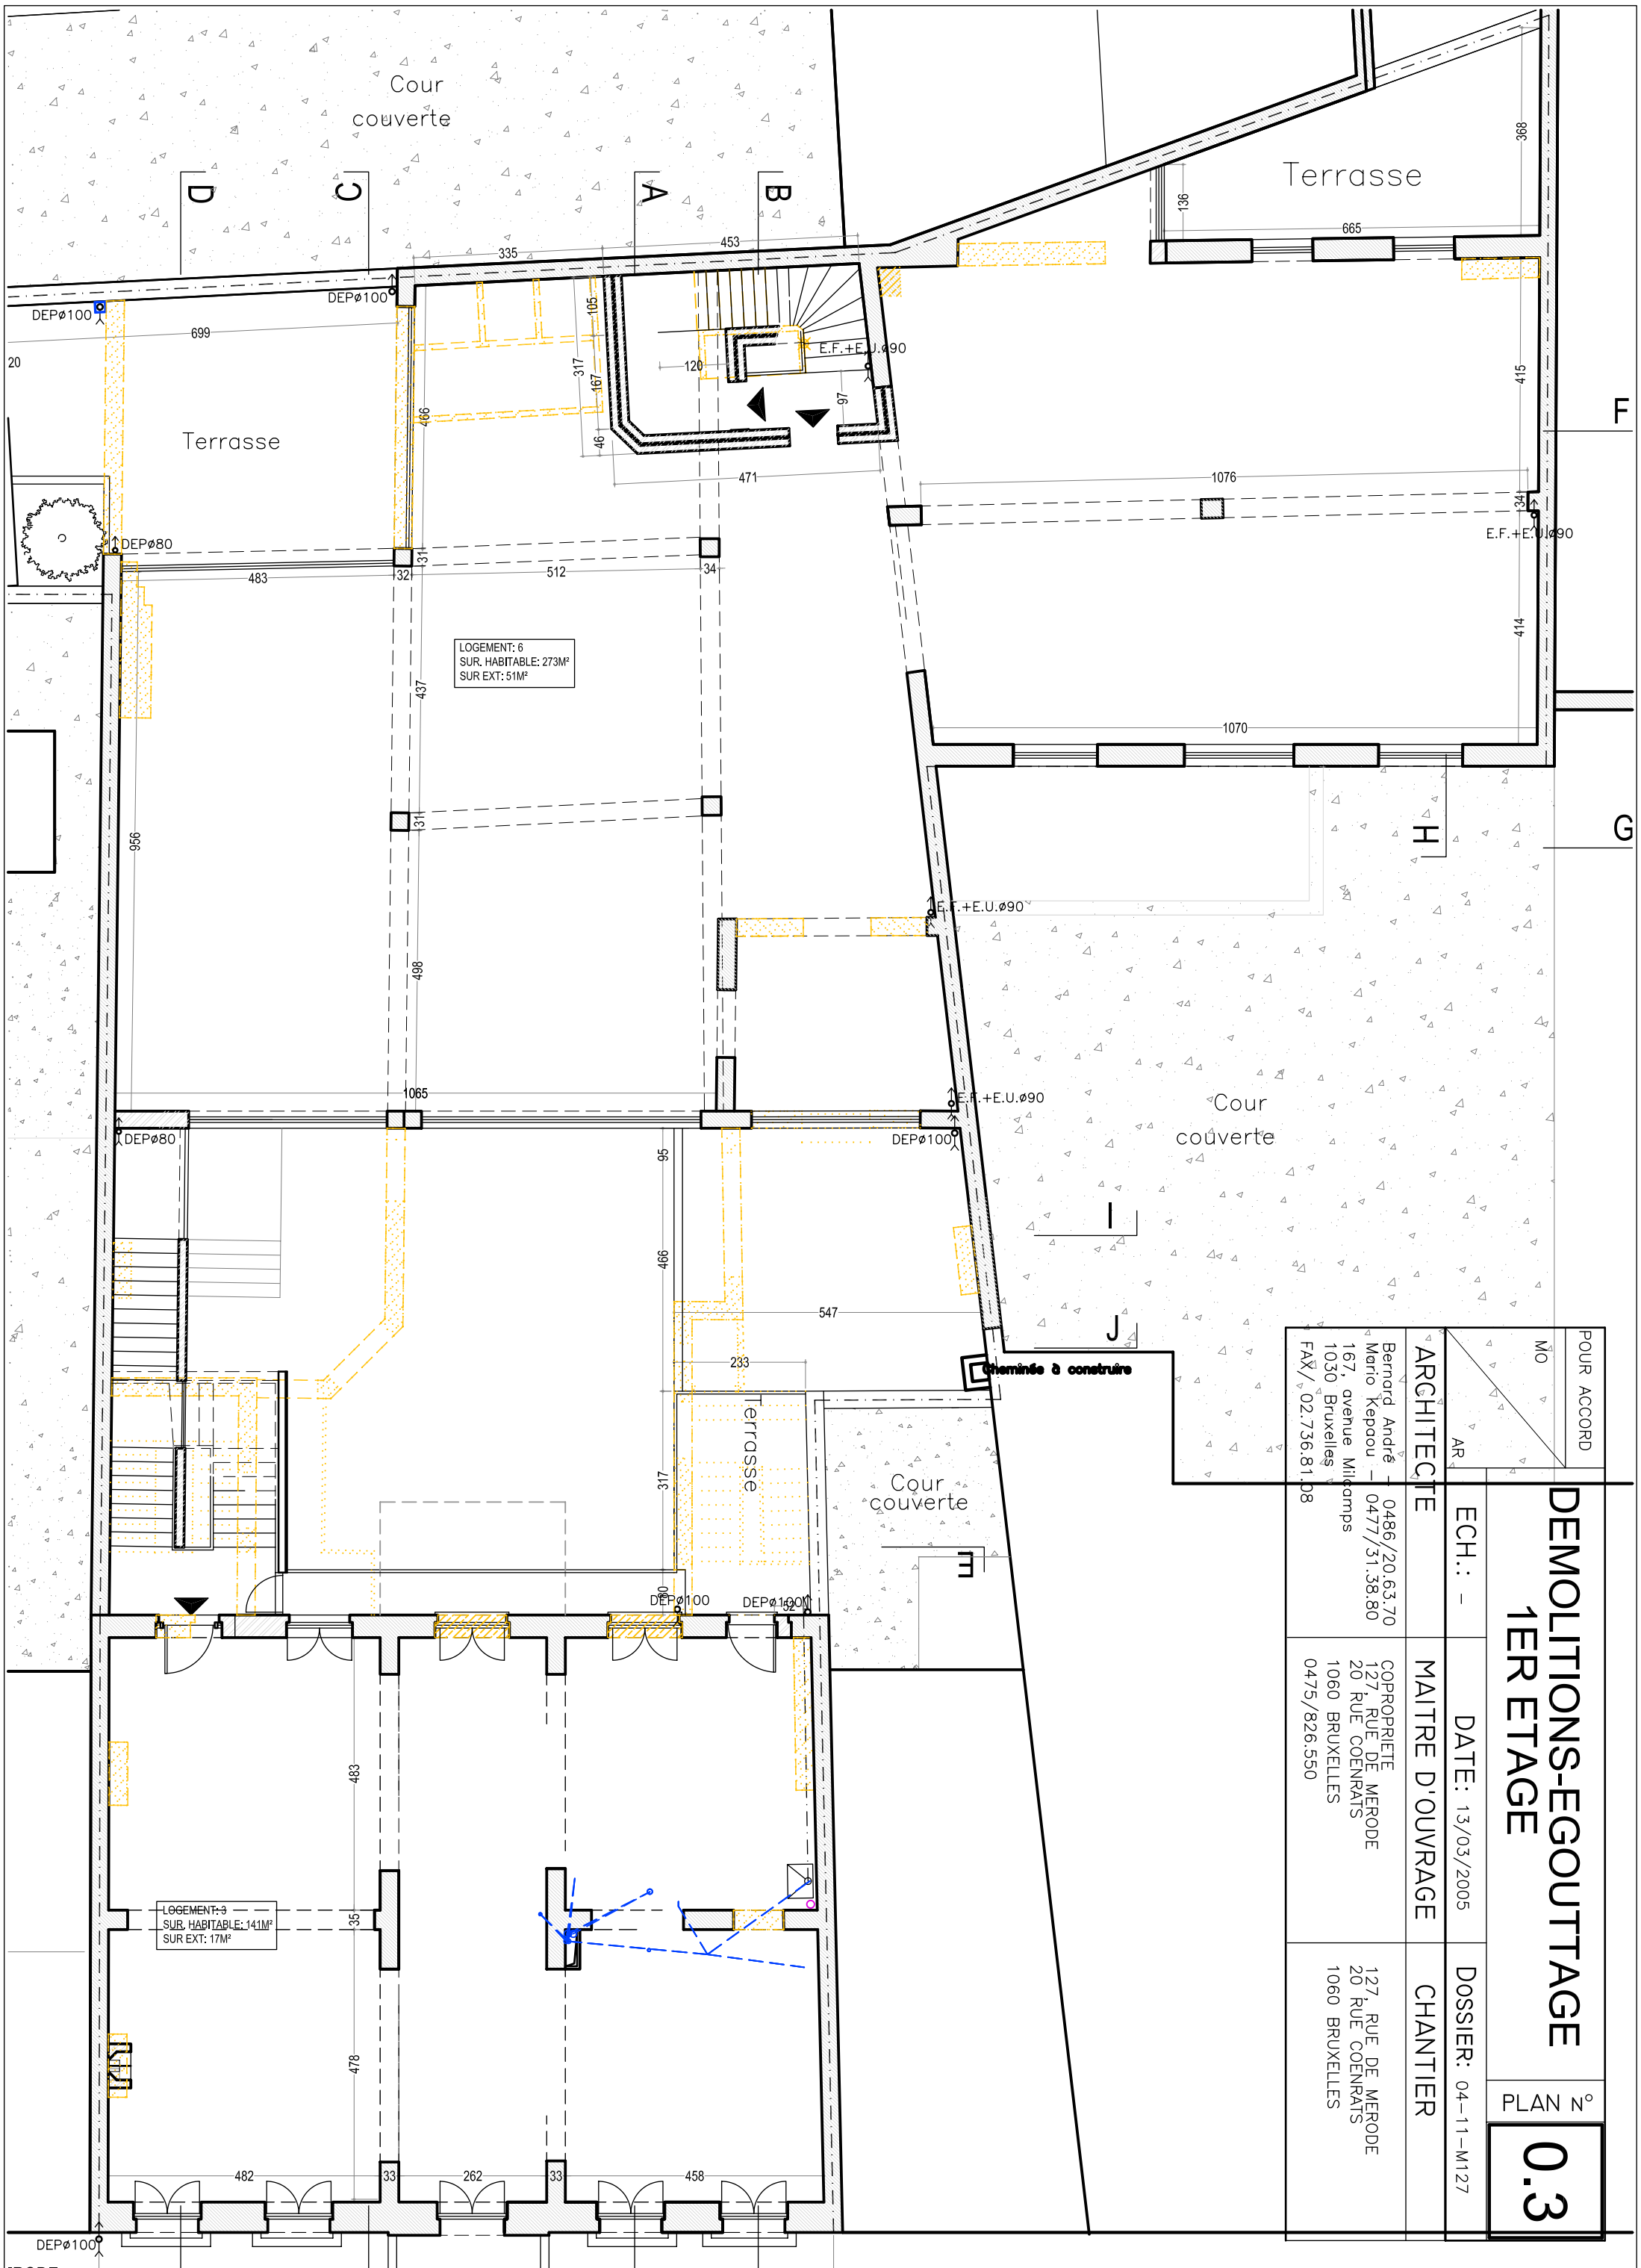 Cour
couverte
D
C
A
B
Terrasse
368
136
665
453
335
DEPø100
DEPø100
699
20
105
317
167
466
46
120
97
E.F.+E.U.ø90
471
415
F
Terrasse
1076
34
E.F.+E.U.ø90
DEPø80
483
32
31
512
34
414
LOGEMENT: 6
SUR. HABITABLE: 273M²
SUR EXT: 51M²
437
1070
31
956
H
G
E.F.+E.U.ø90
498
1065
E.F.+E.U.ø90
DEPø80
DEPø100
Cour
couverte
95
466
I
547
J
233
Cheminée à construire
Terrasse
317
Cour
couverte
E
80
DEPø100
DEPø100
52
483
LOGEMENT: 3
SUR. HABITABLE: 141M²
SUR EXT: 17M²
35
478
482
33
262
33
458
DEPø100
POUR ACCORD
MO
AR
DEMOLITIONS-EGOUTTAGE
1ER ETAGE
PLAN N°
0.3
ECH.: -
DATE: 13/03/2005
DOSSIER: 04-11-M127
ARCHITECTE
Bernard André - 0486/20.63.70
Mario Kepaou - 0477/31.38.80
167, avenue Milcamps
1030 Bruxelles
FAX/ 02.736.81.08
MAITRE D'OUVRAGE
COPROPRIETE
127, RUE DE MERODE
20 RUE COENRATS
1060 BRUXELLES
0475/826.550
CHANTIER
127, RUE DE MERODE
20 RUE COENRATS
1060 BRUXELLES